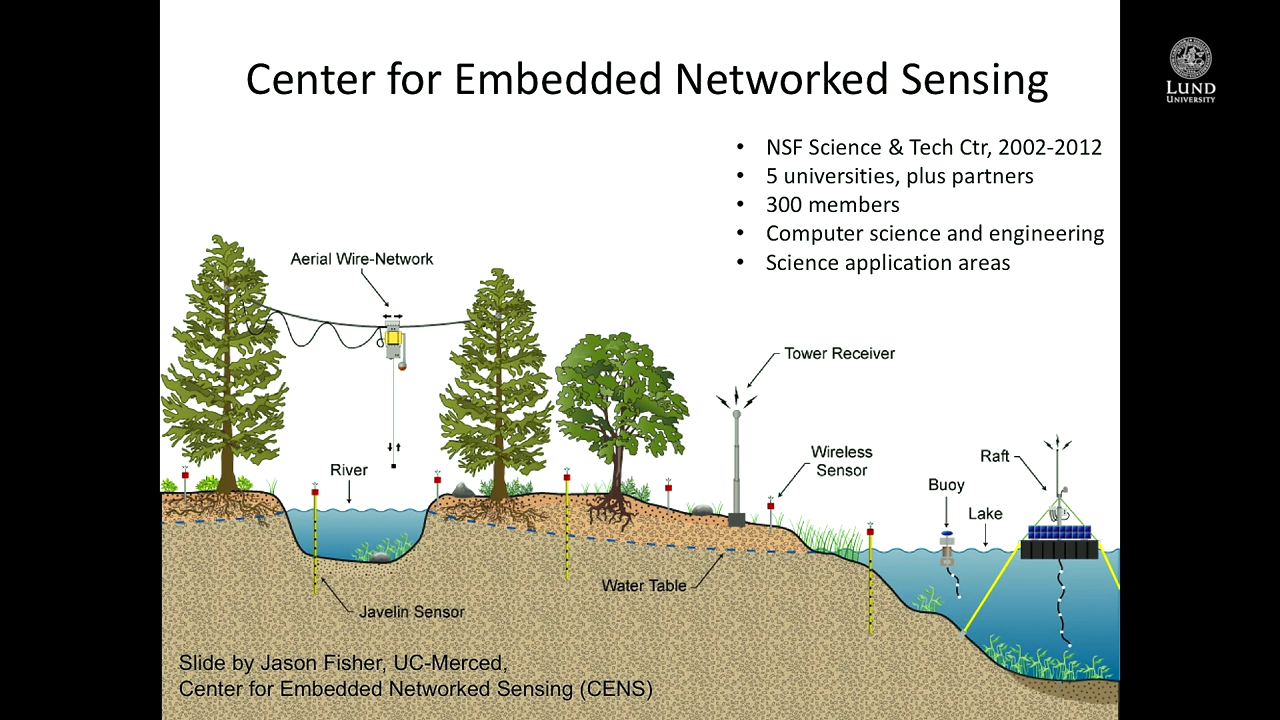 Center for Embedded Networked Sensing
LUND
UNIVERSITY
• NSF Science & Tech Ctr, 2002-2012
• 5 universities, plus partners
• 300 members
• Computer science and engineering
• Science application areas
Aerial Wire-Network
Tower Receiver
Wireless
Sensor
Raft
River
Buoy
Lake
Water Table
Javelin Sensor
Slide by Jason Fisher, UC-Merced,
Center for Embedded Networked Sensing (CENS)